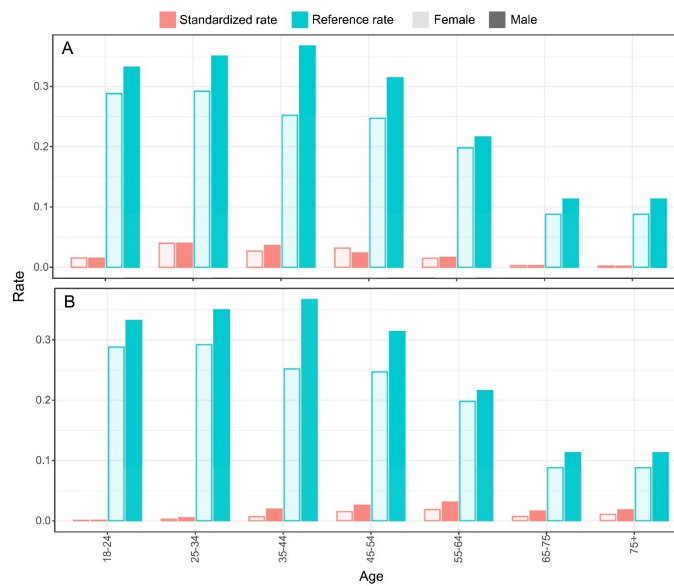 Standardized rate Reference rate Female Male
A
0.3
0.2
0.1
0.0
Rate
B
0.3
0.2
0.1
0.0
18-24 25-34 35-44 45-54 55-64 65-75 75+
Age